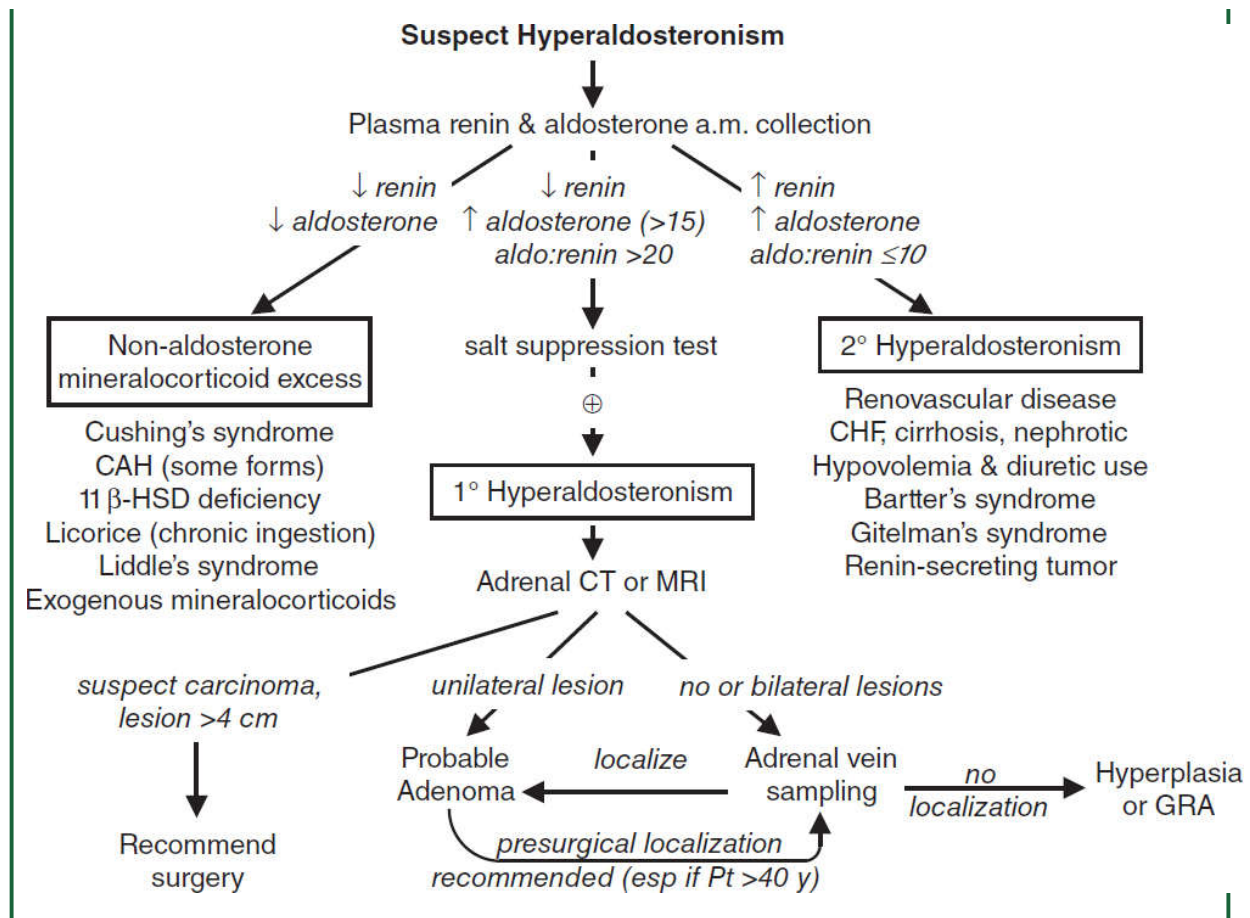 Suspect Hyperaldosteronism
Plasma renin & aldosterone a.m. collection
↓ renin
↓ aldosterone
↓ renin
↑ aldosterone (>15)
aldo:renin >20
↑ renin
↑ aldosterone
aldo:renin ≤10
Non-aldosterone
mineralocorticoid excess
Cushing's syndrome
CAH (some forms)
11 β-HSD deficiency
Licorice (chronic ingestion)
Liddle's syndrome
Exogenous mineralocorticoids
salt suppression test
⊕
1° Hyperaldosteronism
2° Hyperaldosteronism
Renovascular disease
CHF, cirrhosis, nephrotic
Hypovolemia & diuretic use
Bartter's syndrome
Gitelman's syndrome
Renin-secreting tumor
Adrenal CT or MRI
suspect carcinoma,
lesion >4 cm
unilateral lesion
no or bilateral lesions
Recommend
surgery
Probable
Adenoma
localize
Adrenal vein
sampling
no
localization
Hyperplasia
or GRA
presurgical localization
recommended (esp if Pt >40 y)